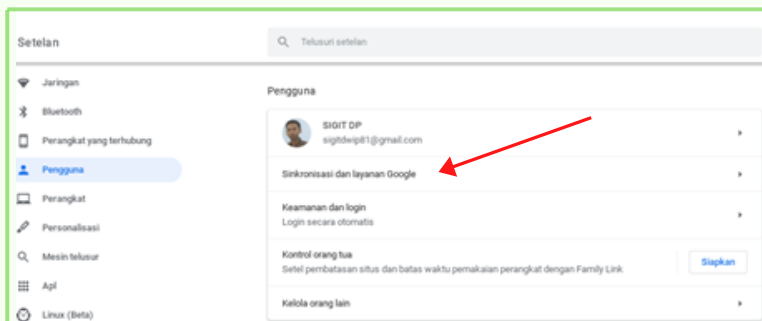 Setelan
Telusuri setelan
Jaringan
Bluetooth
Perangkat yang terhubung
Pengguna
Perangkat
Personalisasi
Mesin telusur
Apl
Linux (Beta)
Pengguna
SIGIT DP
sigitdwip81@gmail.com
Sinkronisasi dan layanan Google
Keamanan dan login
Login secara otomatis
Kontrol orang tua
Setel pembatasan situs dan batas waktu pemakaian perangkat dengan Family Link.
Siapkan
Kelola orang lain